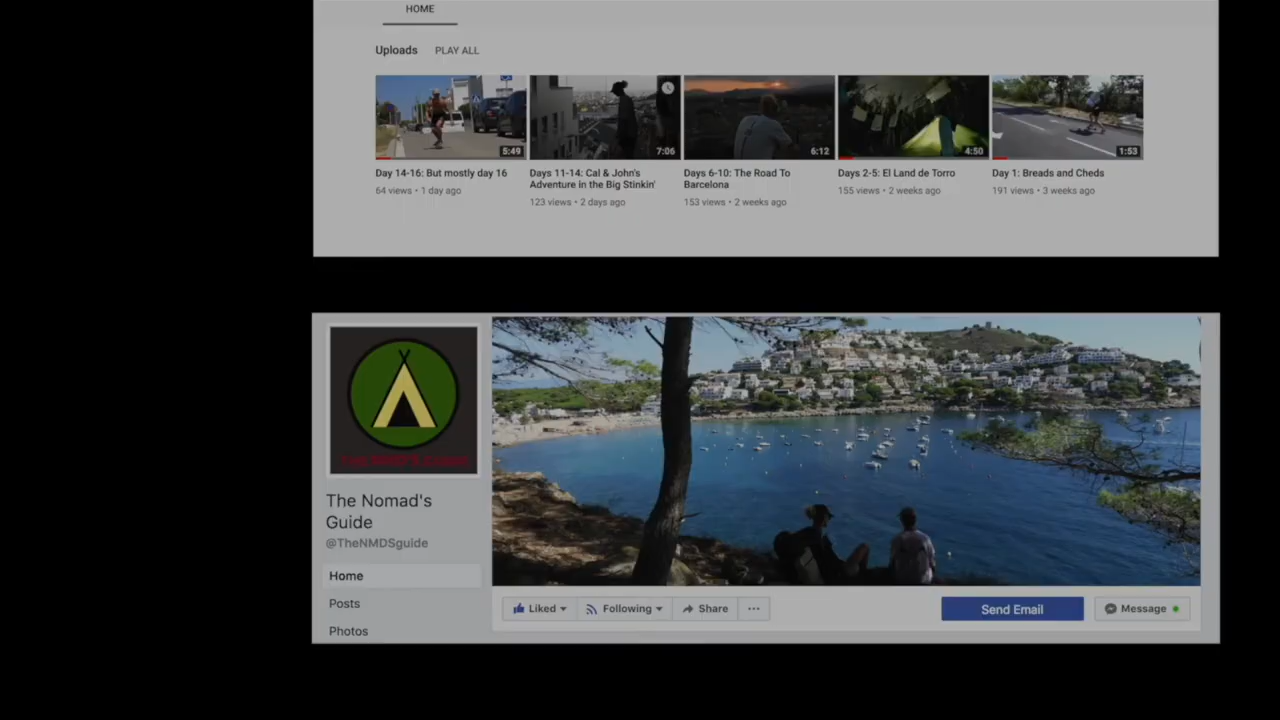 HOME
Uploads PLAY ALL
5:49 7:06 6:12 4:50 1:53
Day 14-16: But mostly day 16
64 views • 1 day ago
Days 11-14: Cal & John's
Adventure in the Big Stinkin'
123 views • 2 days ago
Days 6-10: The Road To
Barcelona
153 views • 2 weeks ago
Days 2-5: El Land de Torro
155 views • 2 weeks ago
Day 1: Breads and Cheds
191 views • 3 weeks ago
THE NMD'S GUIDE
The Nomad's
Guide
@TheNMDSguide
Home
Posts
Photos
Liked Following Share ... Send Email Message